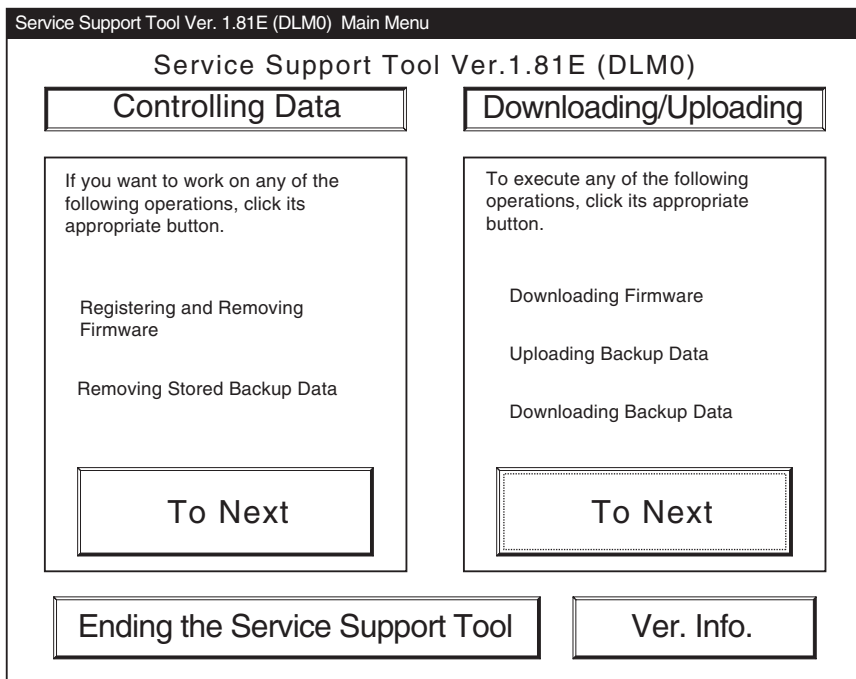 Service Support Tool Ver. 1.81E (DLM0)  Main Menu
Service Support Tool Ver.1.81E (DLM0)
Controlling Data
If you want to work on any of the
following operations, click its
appropriate button.
Registering and Removing
Firmware
Removing Stored Backup Data
To Next
Downloading/Uploading
To execute any of the following
operations, click its appropriate
button.
Downloading Firmware
Uploading Backup Data
Downloading Backup Data
To Next
Ending the Service Support Tool
Ver. Info.